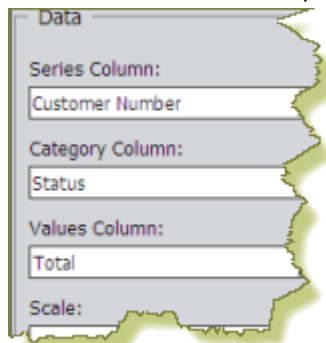 Data
Series Column:
Customer Number
Category Column:
Status
Values Column:
Total
Scale: